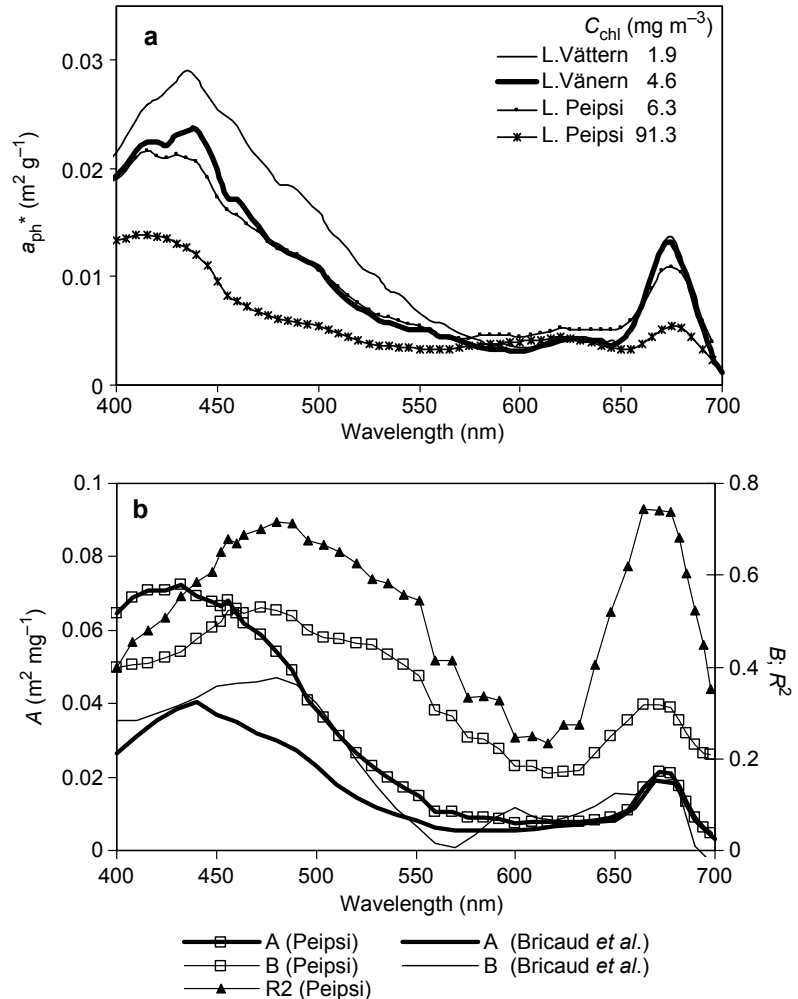 a
C_chl (mg m–3)
L.Vättern 1.9
L.Vänern 4.6
L. Peipsi 6.3
L. Peipsi 91.3
0.03
0.02
0.01
0
a_ph* (m2 g–1)
400 450 500 550 600 650 700
Wavelength (nm)
b
0.1
0.08
0.06
0.04
0.02
0
A (m2 mg–1)
0.8
0.6
0.4
0.2
0
B; R2
400 450 500 550 600 650 700
Wavelength (nm)
A (Peipsi) A (Bricaud et al.)
B (Peipsi) B (Bricaud et al.)
R2 (Peipsi)